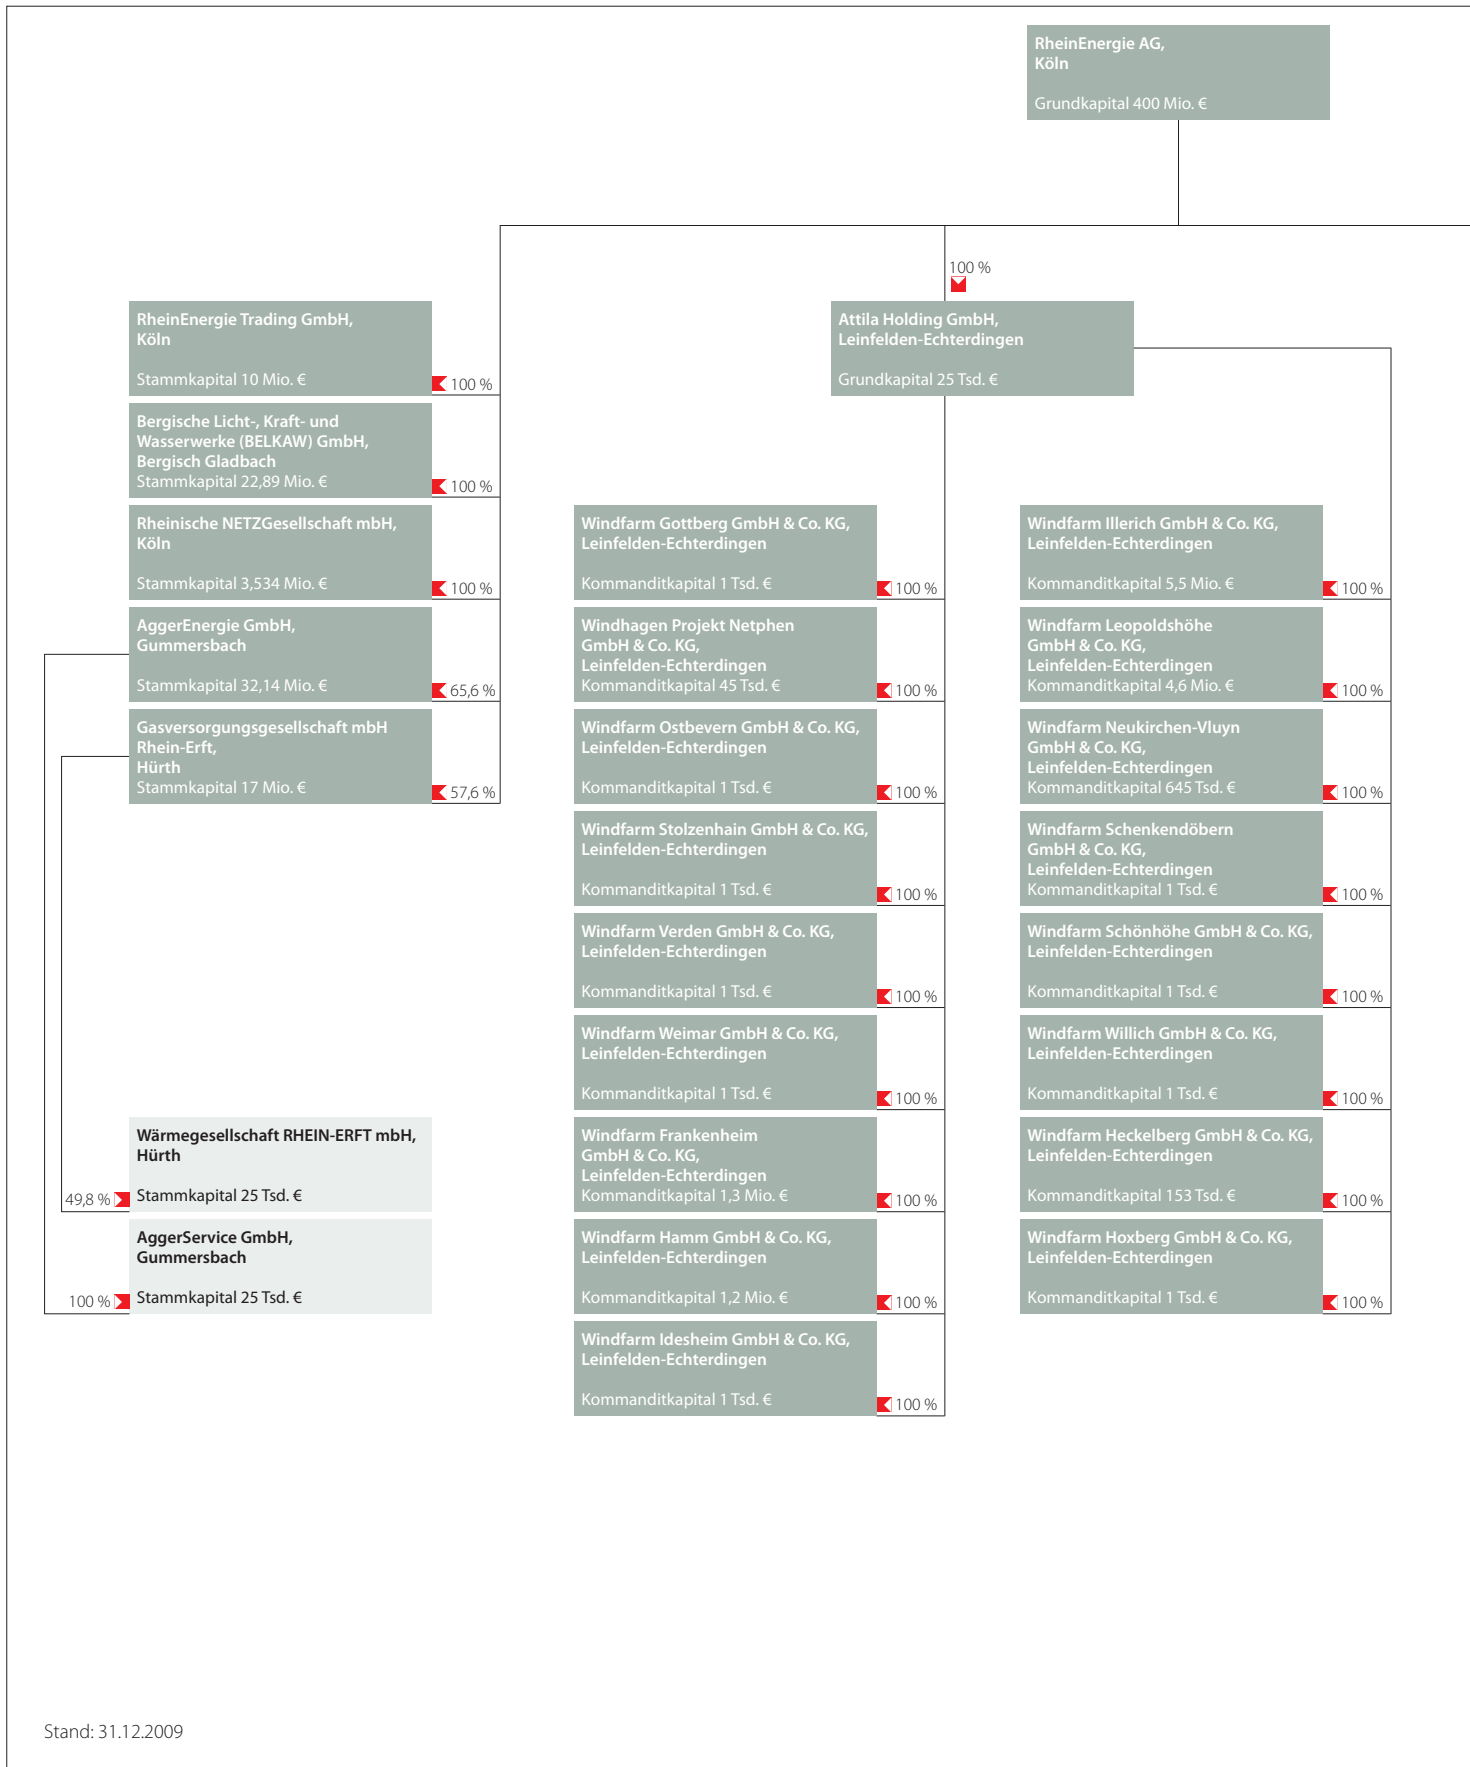 RheinEnergie AG,
Köln
Grundkapital 400 Mio. €
100 %
Attila Holding GmbH,
Leinfelden-Echterdingen
Grundkapital 25 Tsd. €
RheinEnergie Trading GmbH,
Köln
Stammkapital 10 Mio. €
100 %
Bergische Licht-, Kraft- und
Wasserwerke (BELKAW) GmbH,
Bergisch Gladbach
Stammkapital 22,89 Mio. €
100 %
Rheinische NETZGesellschaft mbH,
Köln
Stammkapital 3,534 Mio. €
100 %
AggerEnergie GmbH,
Gummersbach
Stammkapital 32,14 Mio. €
65,6 %
Gasversorgungsgesellschaft mbH
Rhein-Erft,
Hürth
Stammkapital 17 Mio. €
57,6 %
Wärmegesellschaft RHEIN-ERFT mbH,
Hürth
Stammkapital 25 Tsd. €
49,8 %
AggerService GmbH,
Gummersbach
Stammkapital 25 Tsd. €
100 %
Windfarm Gottberg GmbH & Co. KG,
Leinfelden-Echterdingen
Kommanditkapital 1 Tsd. €
100 %
Windhagen Projekt Netphen
GmbH & Co. KG,
Leinfelden-Echterdingen
Kommanditkapital 45 Tsd. €
100 %
Windfarm Ostbevern GmbH & Co. KG,
Leinfelden-Echterdingen
Kommanditkapital 1 Tsd. €
100 %
Windfarm Stolzenhain GmbH & Co. KG,
Leinfelden-Echterdingen
Kommanditkapital 1 Tsd. €
100 %
Windfarm Verden GmbH & Co. KG,
Leinfelden-Echterdingen
Kommanditkapital 1 Tsd. €
100 %
Windfarm Weimar GmbH & Co. KG,
Leinfelden-Echterdingen
Kommanditkapital 1 Tsd. €
100 %
Windfarm Frankenheim
GmbH & Co. KG,
Leinfelden-Echterdingen
Kommanditkapital 1,3 Mio. €
100 %
Windfarm Hamm GmbH & Co. KG,
Leinfelden-Echterdingen
Kommanditkapital 1,2 Mio. €
100 %
Windfarm Idesheim GmbH & Co. KG,
Leinfelden-Echterdingen
Kommanditkapital 1 Tsd. €
100 %
Windfarm Illerich GmbH & Co. KG,
Leinfelden-Echterdingen
Kommanditkapital 5,5 Mio. €
100 %
Windfarm Leopoldshöhe
GmbH & Co. KG,
Leinfelden-Echterdingen
Kommanditkapital 4,6 Mio. €
100 %
Windfarm Neukirchen-Vluyn
GmbH & Co. KG,
Leinfelden-Echterdingen
Kommanditkapital 645 Tsd. €
100 %
Windfarm Schenkendöbern
GmbH & Co. KG,
Leinfelden-Echterdingen
Kommanditkapital 1 Tsd. €
100 %
Windfarm Schönhöhe GmbH & Co. KG,
Leinfelden-Echterdingen
Kommanditkapital 1 Tsd. €
100 %
Windfarm Willich GmbH & Co. KG,
Leinfelden-Echterdingen
Kommanditkapital 1 Tsd. €
100 %
Windfarm Heckelberg GmbH & Co. KG,
Leinfelden-Echterdingen
Kommanditkapital 153 Tsd. €
100 %
Windfarm Hoxberg GmbH & Co. KG,
Leinfelden-Echterdingen
Kommanditkapital 1 Tsd. €
100 %
Stand: 31.12.2009